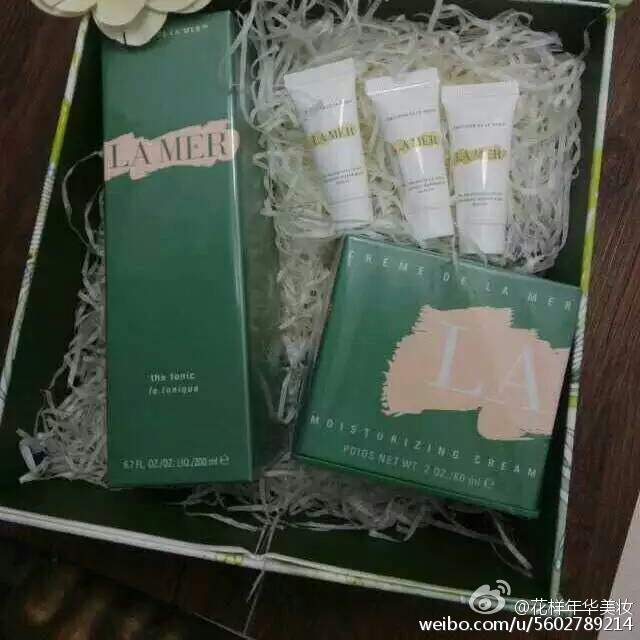 LA MER
the tonic
le tonique
6.7 FL.OZ./OZ. LIQ./200 ml e
LA MER
LA MER
LA MER
CRÈME DE LA MER
LA
MOISTURIZING CREAM
POIDS NET WT. 2 OZ./60 ml e
@花样年华美妆
weibo.com/u/5602789214